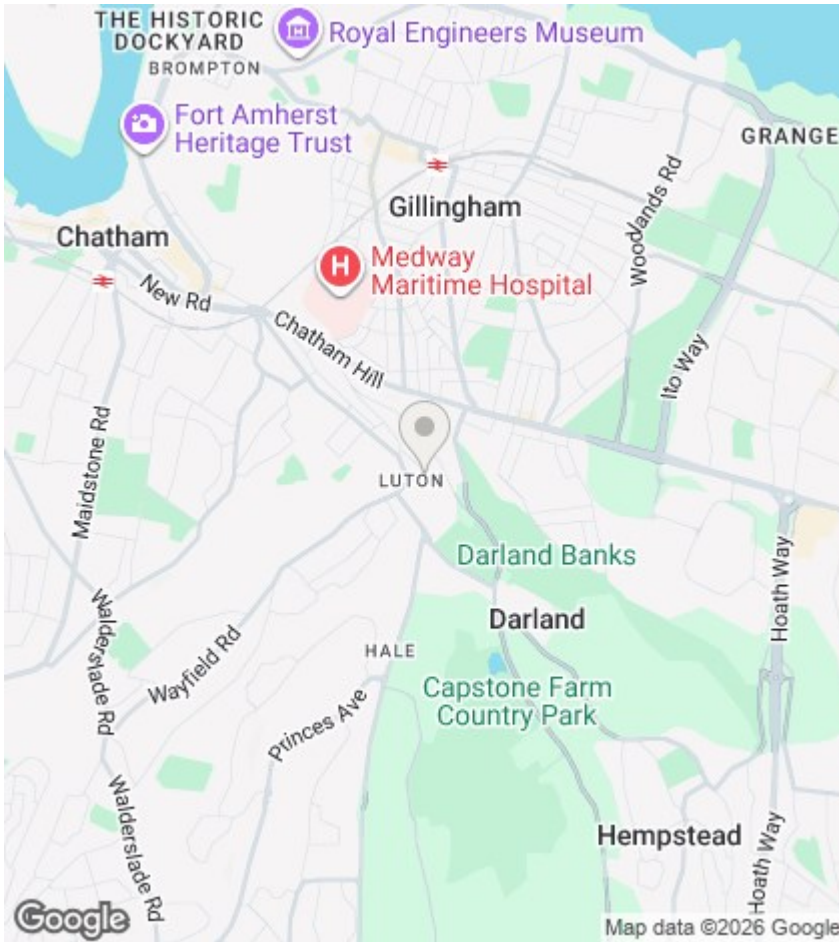 THE HISTORIC
DOCKYARD
BROMPTON
Royal Engineers Museum
Fort Amherst
Heritage Trust
GRANGE
Woodlands Rd
Gillingham
Chatham
Medway
Maritime Hospital
New Rd
Chatham Hill
Ito Way
Maidstone Rd
LUTON
Darland Banks
Hoath Way
Darland
Walderslade Rd
Wayfield Rd
HALE
Capstone Farm
Country Park
Princes Ave
Walderslade Rd
Hempstead
Hoath Way
Google
Map data ©2026 Google